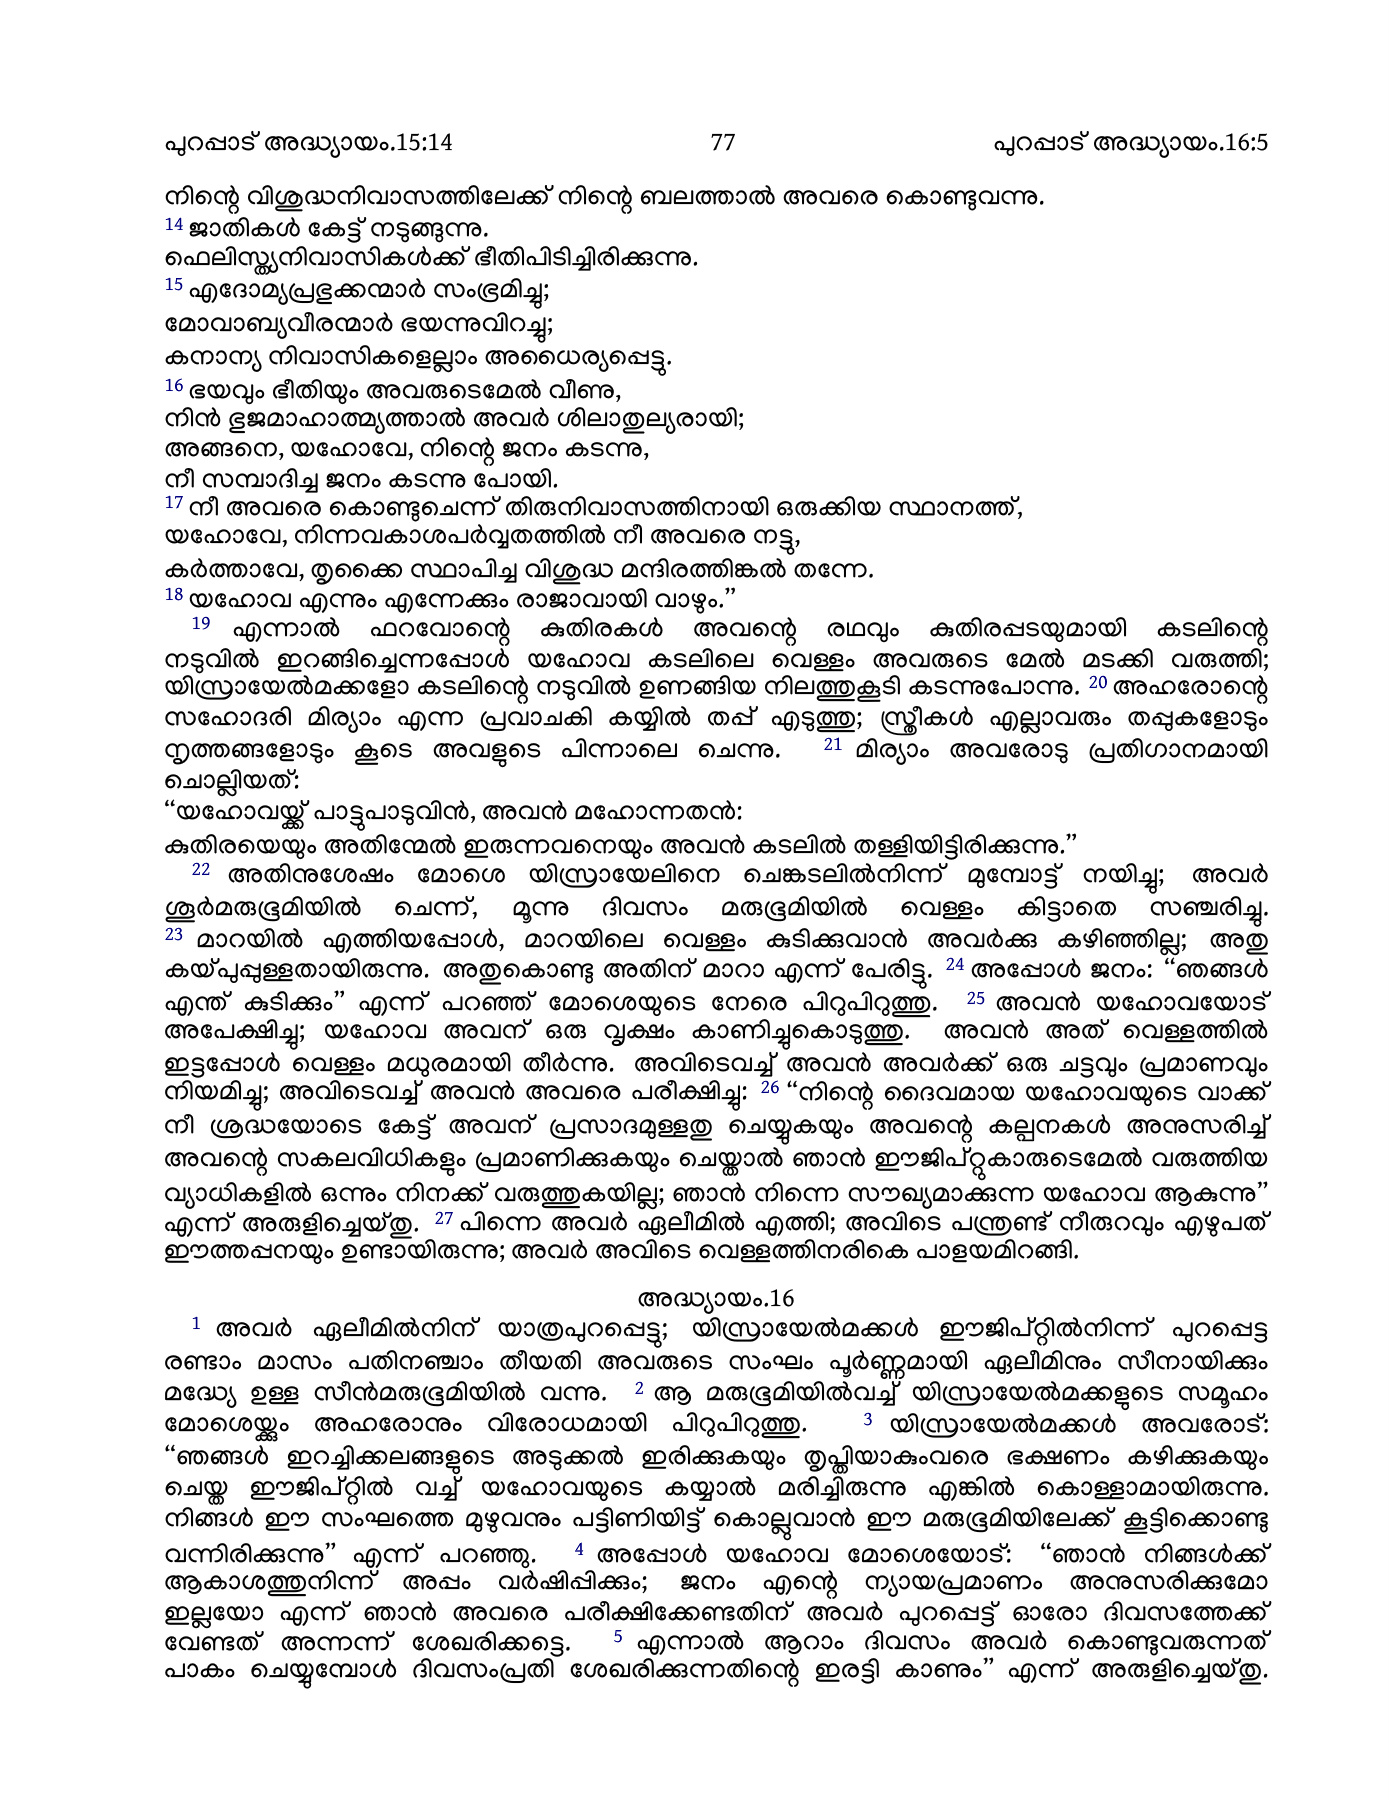 പുറപ്പാട് അദ്ധ്യായം.15:14 77 പുറപ്പാട് അദ്ധ്യായം.16:5
നിന്റെ വിശുദ്ധനിവാസത്തിലേക്ക് നിന്റെ ബലത്താൽ അവരെ കൊണ്ടുവന്നു.
14 ജാതികൾ കേട്ട് നടുങ്ങുന്നു.
ഫെലിസ്ത്യനിവാസികൾക്ക് ഭീതിപിടിച്ചിരിക്കുന്നു.
15 എദോമ്യപ്രഭുക്കന്മാർ സംഭ്രമിച്ചു;
മോവാബ്യവീരന്മാർ ഭയന്നുവിറച്ചു;
കനാന്യ നിവാസികളെല്ലാം അധൈര്യപ്പെട്ടു.
16 ഭയവും ഭീതിയും അവരുടെമേൽ വീണു,
നിൻ ഭുജമാഹാത്മ്യത്താൽ അവർ ശിലാതുല്യരായി;
അങ്ങനെ, യഹോവേ, നിന്റെ ജനം കടന്നു,
നീ സമ്പാദിച്ച ജനം കടന്നു പോയി.
17 നീ അവരെ കൊണ്ടുചെന്ന് തിരുനിവാസത്തിനായി ഒരുക്കിയ സ്ഥാനത്ത്,
യഹോവേ, നിന്നവകാശപർവ്വതത്തിൽ നീ അവരെ നട്ടു,
കർത്താവേ, തൃക്കൈ സ്ഥാപിച്ച വിശുദ്ധ മന്ദിരത്തിങ്കൽ തന്നേ.
18 യഹോവ എന്നും എന്നേക്കും രാജാവായി വാഴും.”
19 എന്നാൽ ഫറവോന്റെ കുതിരകൾ അവന്റെ രഥവും കുതിരപ്പടയുമായി കടലിന്റെ
നടുവിൽ ഇറങ്ങിച്ചെന്നപ്പോൾ യഹോവ കടലിലെ വെള്ളം അവരുടെ മേൽ മടക്കി വരുത്തി;
യിസ്രായേൽമക്കളോ കടലിന്റെ നടുവിൽ ഉണങ്ങിയ നിലത്തുകൂടി കടന്നുപോന്നു. 20 അഹരോന്റെ
സഹോദരി മിര്യാം എന്ന പ്രവാചകി കയ്യിൽ തപ്പ് എടുത്തു; സ്ത്രീകൾ എല്ലാവരും തപ്പുകളോടും
നൃത്തങ്ങളോടും കൂടെ അവളുടെ പിന്നാലെ ചെന്നു. 21 മിര്യാം അവരോടു പ്രതിഗാനമായി
ചൊല്ലിയത്:
“യഹോവയ്ക്ക് പാട്ടുപാടുവിൻ, അവൻ മഹോന്നതൻ:
കുതിരയെയും അതിന്മേൽ ഇരുന്നവനെയും അവൻ കടലിൽ തള്ളിയിട്ടിരിക്കുന്നു.”
22 അതിനുശേഷം മോശെ യിസ്രായേലിനെ ചെങ്കടലിൽനിന്ന് മുമ്പോട്ട് നയിച്ചു; അവർ
ശൂർമരുഭൂമിയിൽ ചെന്ന്, മൂന്നു ദിവസം മരുഭൂമിയിൽ വെള്ളം കിട്ടാതെ സഞ്ചരിച്ചു.
23 മാറയിൽ എത്തിയപ്പോൾ, മാറയിലെ വെള്ളം കുടിക്കുവാൻ അവർക്കു കഴിഞ്ഞില്ല; അതു
കയ്പുപ്പുള്ളതായിരുന്നു. അതുകൊണ്ടു അതിന് മാറാ എന്ന് പേരിട്ടു. 24 അപ്പോൾ ജനം: “ഞങ്ങൾ
എന്ത് കുടിക്കും” എന്ന് പറഞ്ഞ് മോശെയുടെ നേരെ പിറുപിറുത്തു. 25 അവൻ യഹോവയോട്
അപേക്ഷിച്ചു; യഹോവ അവന് ഒരു വൃക്ഷം കാണിച്ചുകൊടുത്തു. അവൻ അത് വെള്ളത്തിൽ
ഇട്ടപ്പോൾ വെള്ളം മധുരമായി തീർന്നു. അവിടെവച്ച് അവൻ അവർക്ക് ഒരു ചട്ടവും പ്രമാണവും
നിയമിച്ചു; അവിടെവച്ച് അവൻ അവരെ പരീക്ഷിച്ചു: 26 “നിന്റെ ദൈവമായ യഹോവയുടെ വാക്ക്
നീ ശ്രദ്ധയോടെ കേട്ട് അവന് പ്രസാദമുള്ളതു ചെയ്യുകയും അവന്റെ കല്പനകൾ അനുസരിച്ച്
അവന്റെ സകലവിധികളും പ്രമാണിക്കുകയും ചെയ്താൽ ഞാൻ ഈജിപ്റ്റുകാരുടെമേൽ വരുത്തിയ
വ്യാധികളിൽ ഒന്നും നിനക്ക് വരുത്തുകയില്ല; ഞാൻ നിന്നെ സൗഖ്യമാക്കുന്ന യഹോവ ആകുന്നു”
എന്ന് അരുളിച്ചെയ്തു. 27 പിന്നെ അവർ ഏലീമിൽ എത്തി; അവിടെ പന്ത്രണ്ട് നീരുറവും എഴുപത്
ഈത്തപ്പനയും ഉണ്ടായിരുന്നു; അവർ അവിടെ വെള്ളത്തിനരികെ പാളയമിറങ്ങി.
അദ്ധ്യായം.16
1 അവർ ഏലീമിൽനിന് യാത്രപുറപ്പെട്ടു; യിസ്രായേൽമക്കൾ ഈജിപ്റ്റിൽനിന്ന് പുറപ്പെട്ട
രണ്ടാം മാസം പതിനഞ്ചാം തീയതി അവരുടെ സംഘം പൂർണ്ണമായി ഏലീമിനും സീനായിക്കും
മദ്ധ്യേ ഉള്ള സീൻമരുഭൂമിയിൽ വന്നു. 2 ആ മരുഭൂമിയിൽവച്ച് യിസ്രായേൽമക്കളുടെ സമൂഹം
മോശെയ്ക്കും അഹരോനും വിരോധമായി പിറുപിറുത്തു. 3 യിസ്രായേൽമക്കൾ അവരോട്:
“ഞങ്ങൾ ഇറച്ചിക്കലങ്ങളുടെ അടുക്കൽ ഇരിക്കുകയും തൃപ്തിയാകുംവരെ ഭക്ഷണം കഴിക്കുകയും
ചെയ്ത ഈജിപ്റ്റിൽ വച്ച് യഹോവയുടെ കയ്യാൽ മരിച്ചിരുന്നു എങ്കിൽ കൊള്ളാമായിരുന്നു.
നിങ്ങൾ ഈ സംഘത്തെ മുഴുവനും പട്ടിണിയിട്ട് കൊല്ലുവാൻ ഈ മരുഭൂമിയിലേക്ക് കൂട്ടിക്കൊണ്ടു
വന്നിരിക്കുന്നു” എന്ന് പറഞ്ഞു. 4 അപ്പോൾ യഹോവ മോശെയോട്: “ഞാൻ നിങ്ങൾക്ക്
ആകാശത്തുനിന്ന് അപ്പം വർഷിപ്പിക്കും; ജനം എന്റെ ന്യായപ്രമാണം അനുസരിക്കുമോ
ഇല്ലയോ എന്ന് ഞാൻ അവരെ പരീക്ഷിക്കേണ്ടതിന് അവർ പുറപ്പെട്ട് ഓരോ ദിവസത്തേക്ക്
വേണ്ടത് അന്നന്ന് ശേഖരിക്കട്ടെ. 5 എന്നാൽ ആറാം ദിവസം അവർ കൊണ്ടുവരുന്നത്
പാകം ചെയ്യുമ്പോൾ ദിവസംപ്രതി ശേഖരിക്കുന്നതിന്റെ ഇരട്ടി കാണും” എന്ന് അരുളിച്ചെയ്തു.